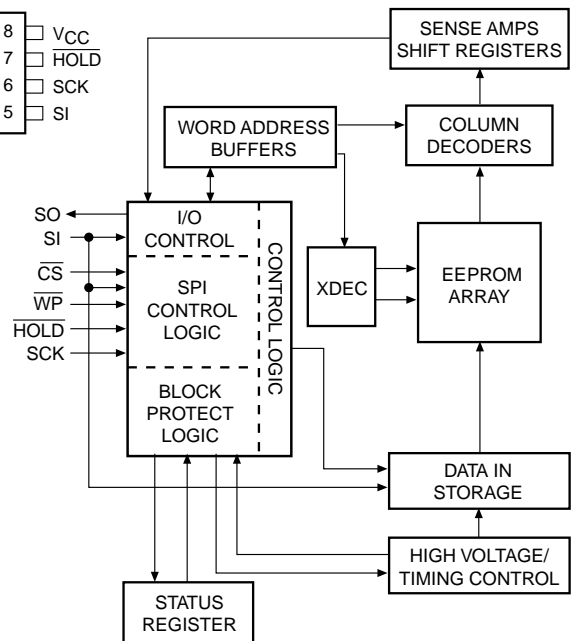 8 VCC
7 HOLD
6 SCK
5 SI
SENSE AMPS
SHIFT REGISTERS
WORD ADDRESS
BUFFERS
COLUMN
DECODERS
SO
SI
CS
WP
HOLD
SCK
I/O
CONTROL
SPI
CONTROL
LOGIC
BLOCK
PROTECT
LOGIC
CONTROL LOGIC
XDEC
EEPROM
ARRAY
DATA IN
STORAGE
HIGH VOLTAGE/
TIMING CONTROL
STATUS
REGISTER